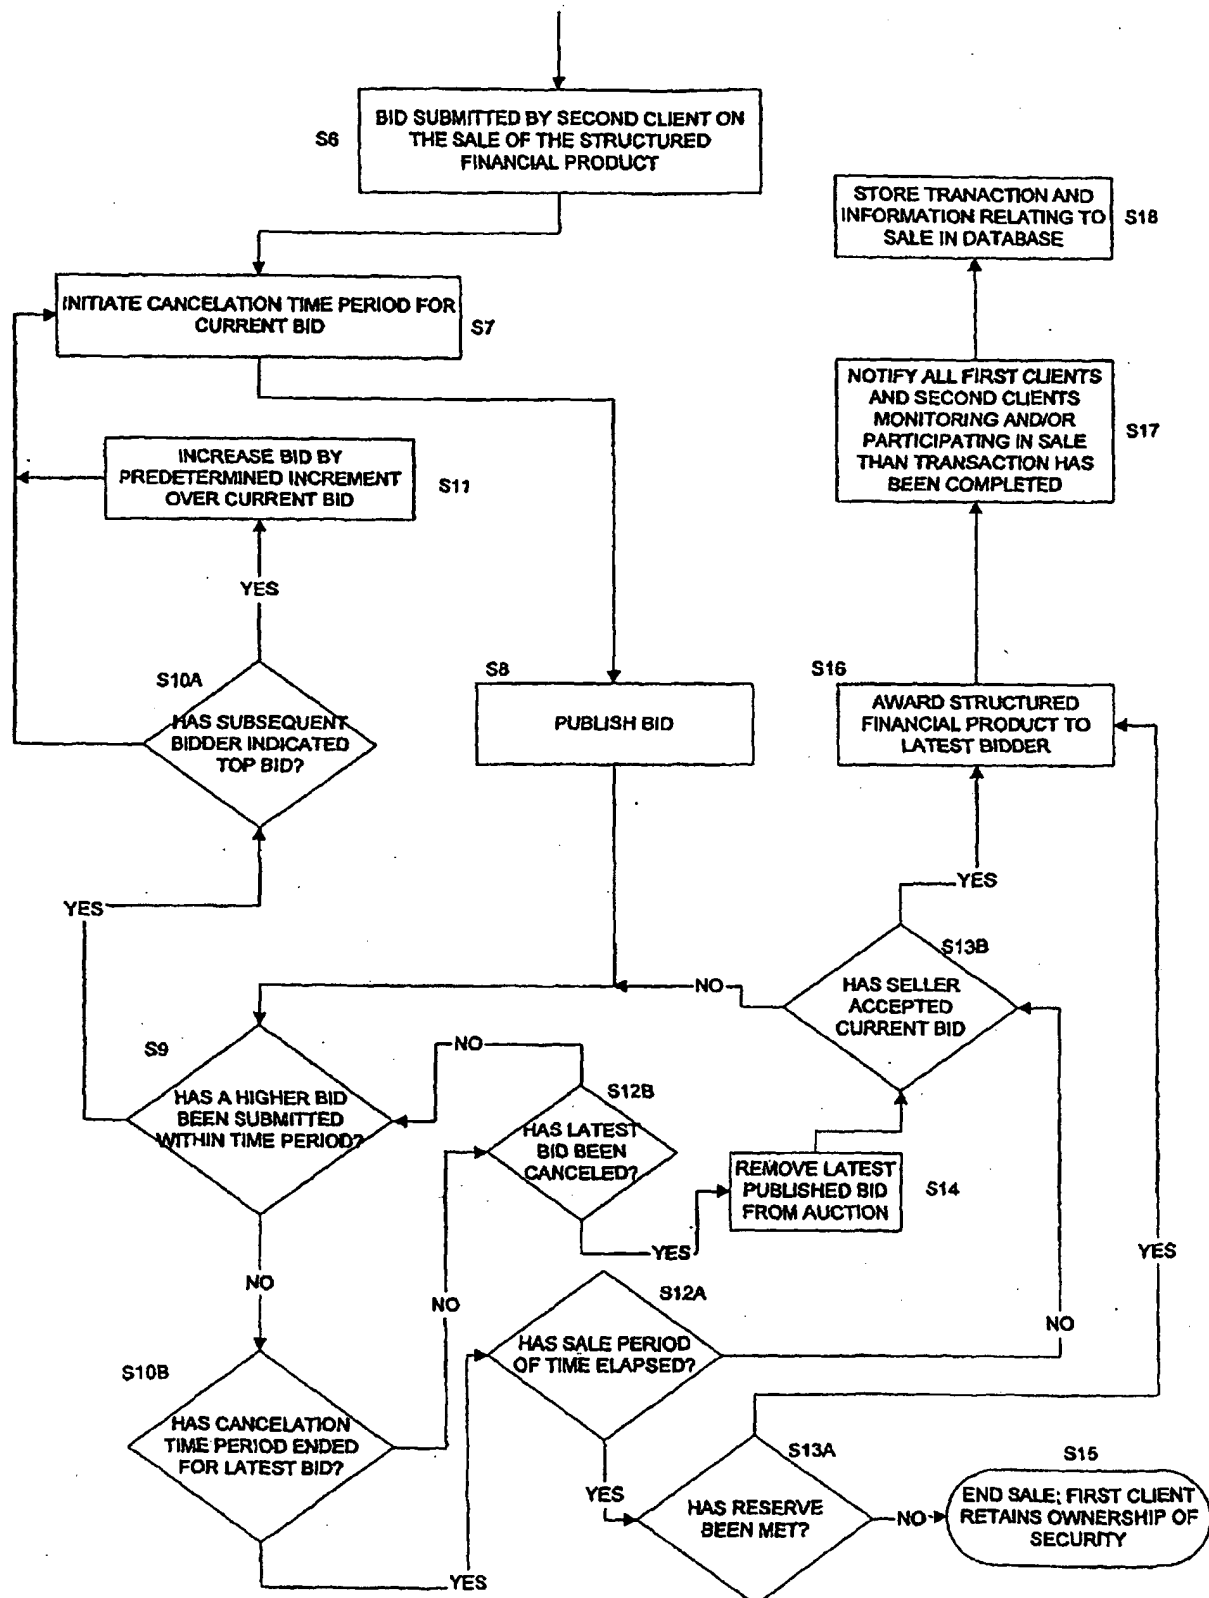 BID SUBMITTED BY SECOND CLIENT ON
THE SALE OF THE STRUCTURED
FINANCIAL PRODUCT
S6
STORE TRANACTION AND
INFORMATION RELATING TO
SALE IN DATABASE
S18
INITIATE CANCELATION TIME PERIOD FOR
CURRENT BID
S7
NOTIFY ALL FIRST CLIENTS
AND SECOND CLIENTS
MONITORING AND/OR
PARTICIPATING IN SALE
THAN TRANSACTION HAS
BEEN COMPLETED
S17
INCREASE BID BY
PREDETERMINED INCREMENT
OVER CURRENT BID
S11
YES
S10A
HAS SUBSEQUENT
BIDDER INDICATED
TOP BID?
S8
PUBLISH BID
S16
AWARD STRUCTURED
FINANCIAL PRODUCT TO
LATEST BIDDER
YES
YES
S13B
HAS SELLER
ACCEPTED
CURRENT BID
NO
S9
HAS A HIGHER BID
BEEN SUBMITTED
WITHIN TIME PERIOD?
NO
S12B
HAS LATEST
BID BEEN
CANCELED?
REMOVE LATEST
PUBLISHED BID
FROM AUCTION
S14
YES
YES
NO
NO
S12A
HAS SALE PERIOD
OF TIME ELAPSED?
NO
S10B
HAS CANCELATION
TIME PERIOD ENDED
FOR LATEST BID?
YES
S13A
HAS RESERVE
BEEN MET?
NO
S15
END SALE; FIRST CLIENT
RETAINS OWNERSHIP OF
SECURITY
YES